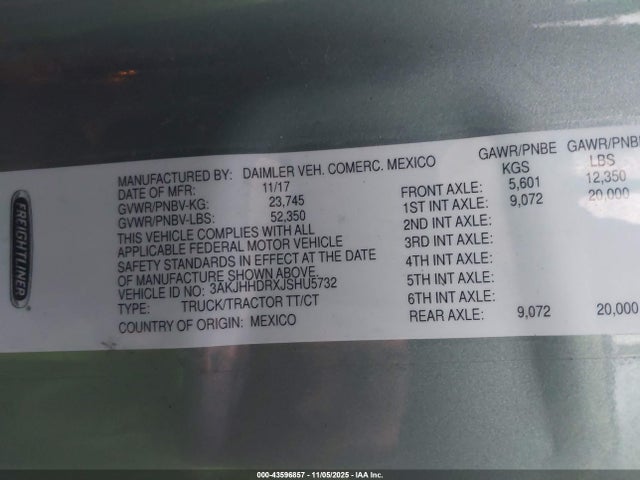 FREIGHTLINER
MANUFACTURED BY: DAIMLER VEH. COMERC. MEXICO
DATE OF MFR: 11/17
GVWR/PNBV-KG: 23,745
GVWR/PNBV-LBS: 52,350
THIS VEHICLE COMPLIES WITH ALL
APPLICABLE FEDERAL MOTOR VEHICLE
SAFETY STANDARDS IN EFFECT AT THE DATE
OF MANUFACTURE SHOWN ABOVE
VEHICLE ID NO: 3AKJHHDRXJSHU5732
TYPE: TRUCK/TRACTOR TT/CT
COUNTRY OF ORIGIN: MEXICO
GAWR/PNBE GAWR/PNBE
KGS LBS
FRONT AXLE: 5,601 12,350
1ST INT AXLE: 9,072 20,000
2ND INT AXLE:
3RD INT AXLE:
4TH INT AXLE:
5TH INT AXLE:
6TH INT AXLE:
REAR AXLE: 9,072 20,000
000-43596857 - 11/05/2025 - IAA Inc.